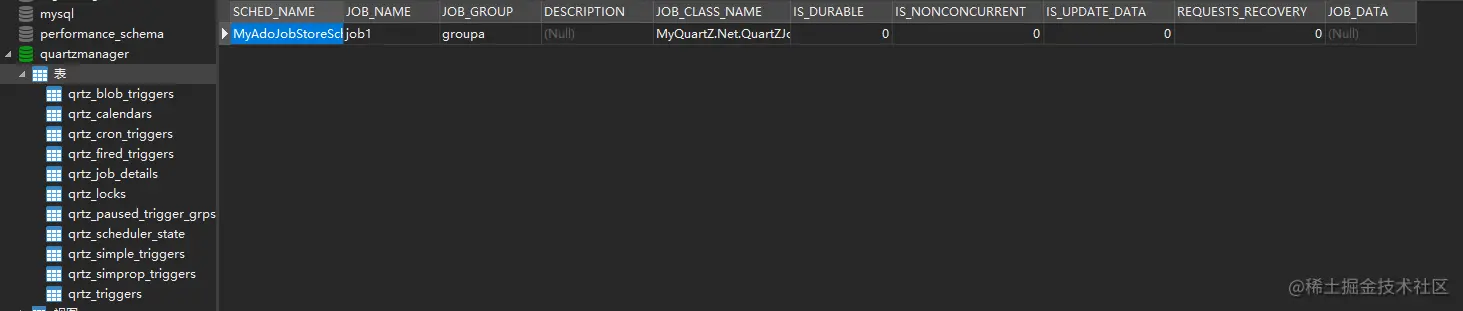 mysql
performance_schema
quartzmanager
表
qrtz_blob_triggers
qrtz_calendars
qrtz_cron_triggers
qrtz_fired_triggers
qrtz_job_details
qrtz_locks
qrtz_paused_trigger_grps
qrtz_scheduler_state
qrtz_simple_triggers
qrtz_simprop_triggers
qrtz_triggers
SCHED_NAME JOB_NAME JOB_GROUP DESCRIPTION JOB_CLASS_NAME IS_DURABLE IS_NONCONCURRENT IS_UPDATE_DATA REQUESTS_RECOVERY JOB_DATA
MyAdoJobStoreScl job1 groupa (Null) MyQuartZ.Net.QuartZJo 0 0 0 0 (Null)
@稀土掘金技术社区